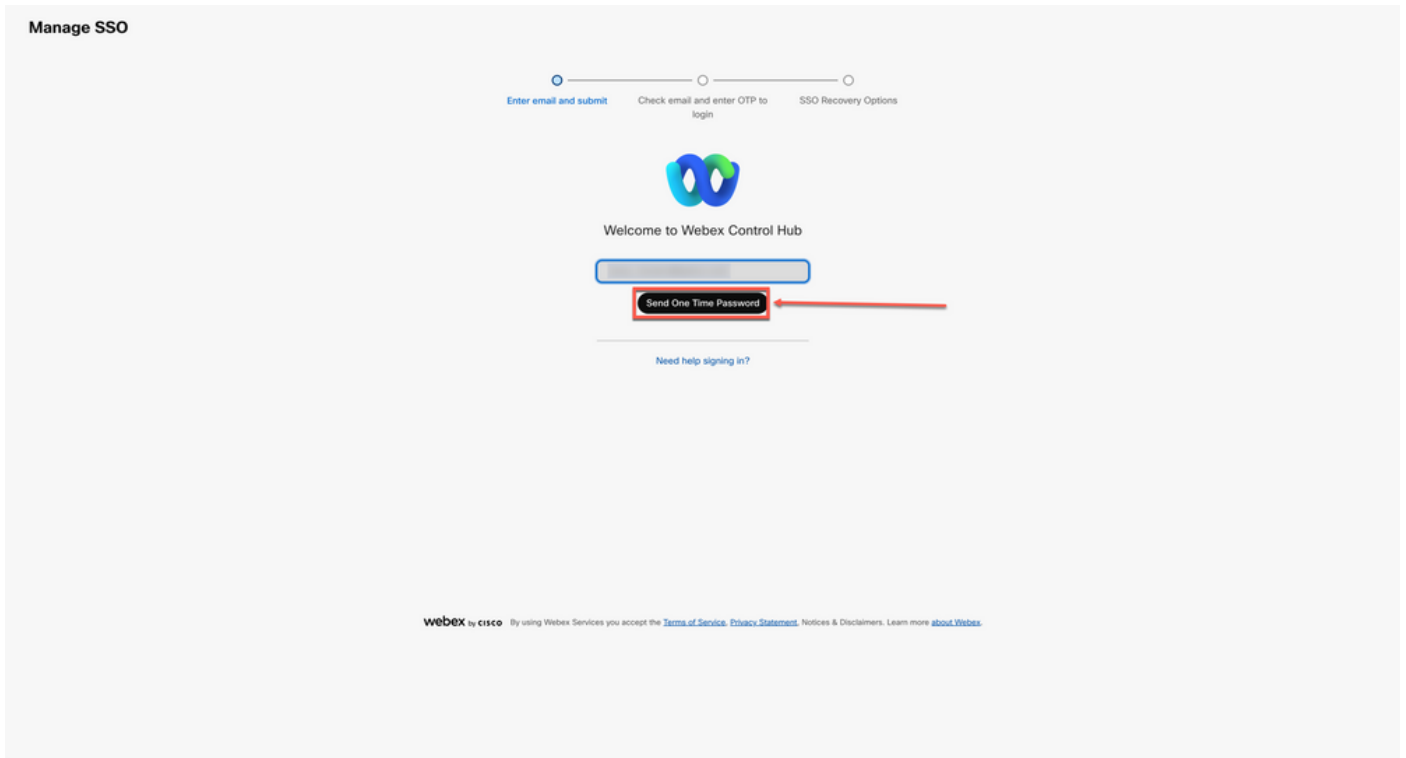 Manage SSO
Enter email and submit
Check email and enter OTP to
login
SSO Recovery Options
Welcome to Webex Control Hub
Send One Time Password
Need help signing in?
webex by CISCO By using Webex Services you accept the Terms of Service, Privacy Statement, Notices & Disclaimers. Learn more about Webex.